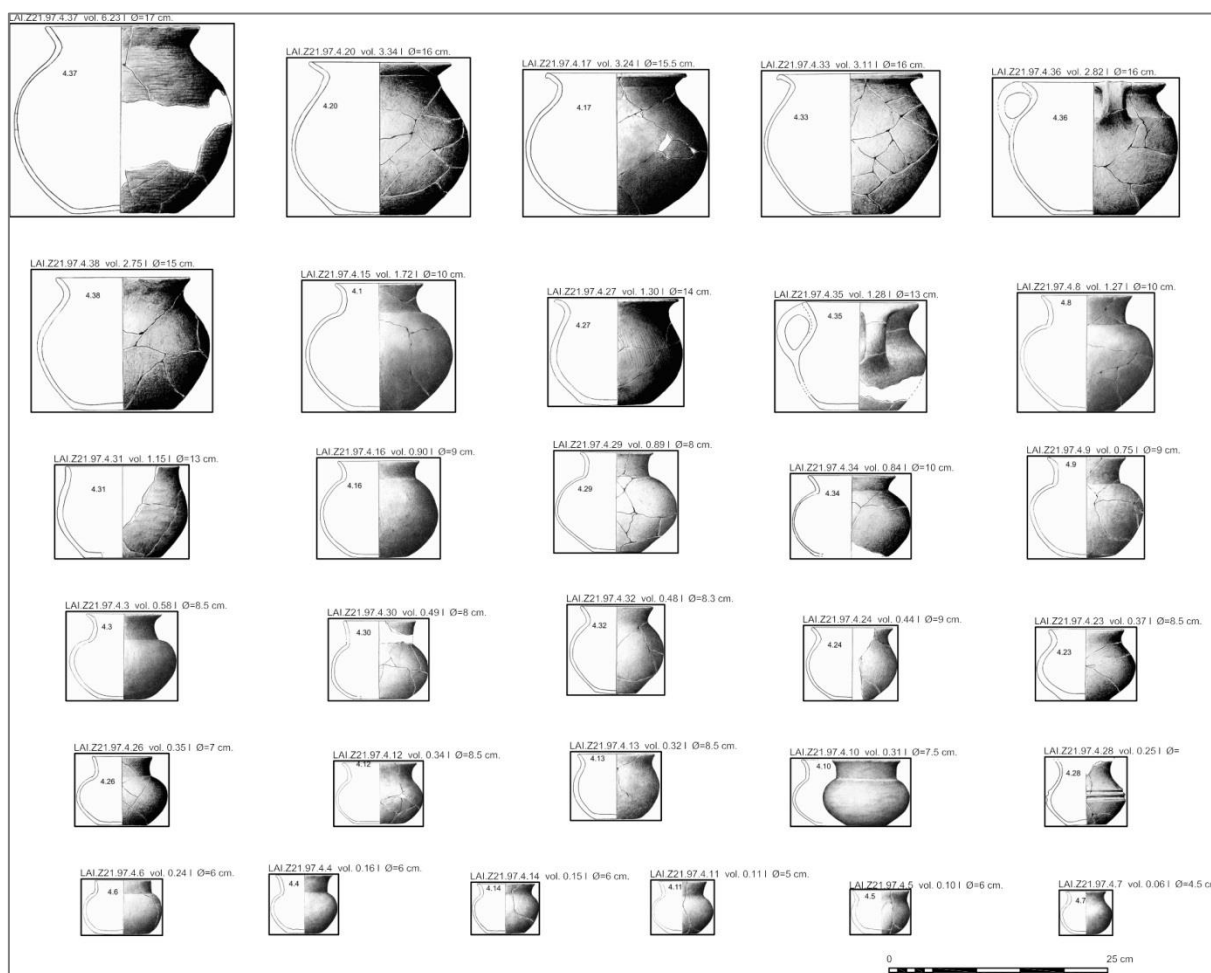 LAI.Z21.97.4.37 vol. 6.23 l Ø=17 cm.
4.37
LAI.Z21.97.4.20 vol. 3.34 l Ø=16 cm.
4.20
LAI.Z21.97.4.17 vol. 3.24 l Ø=15.5 cm.
4.17
LAI.Z21.97.4.33 vol. 3.11 l Ø=16 cm.
4.33
LAI.Z21.97.4.36 vol. 2.82 l Ø=16 cm.
4.36
LAI.Z21.97.4.38 vol. 2.75 l Ø=15 cm.
4.38
LAI.Z21.97.4.15 vol. 1.72 l Ø=10 cm.
4.1
LAI.Z21.97.4.27 vol. 1.30 l Ø=14 cm.
4.27
LAI.Z21.97.4.35 vol. 1.28 l Ø=13 cm.
4.35
LAI.Z21.97.4.8 vol. 1.27 l Ø=10 cm.
4.8
LAI.Z21.97.4.31 vol. 1.15 l Ø=13 cm.
4.31
LAI.Z21.97.4.16 vol. 0.90 l Ø=9 cm.
4.16
LAI.Z21.97.4.29 vol. 0.89 l Ø=8 cm.
4.29
LAI.Z21.97.4.34 vol. 0.84 l Ø=10 cm.
4.34
LAI.Z21.97.4.9 vol. 0.75 l Ø=9 cm.
4.9
LAI.Z21.97.4.3 vol. 0.58 l Ø=8.5 cm.
4.3
LAI.Z21.97.4.30 vol. 0.49 l Ø=8 cm.
4.30
LAI.Z21.97.4.32 vol. 0.48 l Ø=8.3 cm.
4.32
LAI.Z21.97.4.24 vol. 0.44 l Ø=9 cm.
4.24
LAI.Z21.97.4.23 vol. 0.37 l Ø=8.5 cm.
4.23
LAI.Z21.97.4.26 vol. 0.35 l Ø=7 cm.
4.26
LAI.Z21.97.4.12 vol. 0.34 l Ø=8.5 cm.
4.12
LAI.Z21.97.4.13 vol. 0.32 l Ø=8.5 cm.
4.13
LAI.Z21.97.4.10 vol. 0.31 l Ø=7.5 cm.
4.10
LAI.Z21.97.4.28 vol. 0.25 l Ø=
4.28
LAI.Z21.97.4.6 vol. 0.24 l Ø=6 cm.
4.6
LAI.Z21.97.4.4 vol. 0.16 l Ø=6 cm.
4.4
LAI.Z21.97.4.14 vol. 0.15 l Ø=6 cm.
4.14
LAI.Z21.97.4.11 vol. 0.11 l Ø=5 cm.
4.11
LAI.Z21.97.4.5 vol. 0.10 l Ø=6 cm.
4.5
LAI.Z21.97.4.7 vol. 0.06 l Ø=4.5 c
4.7
0 25 cm